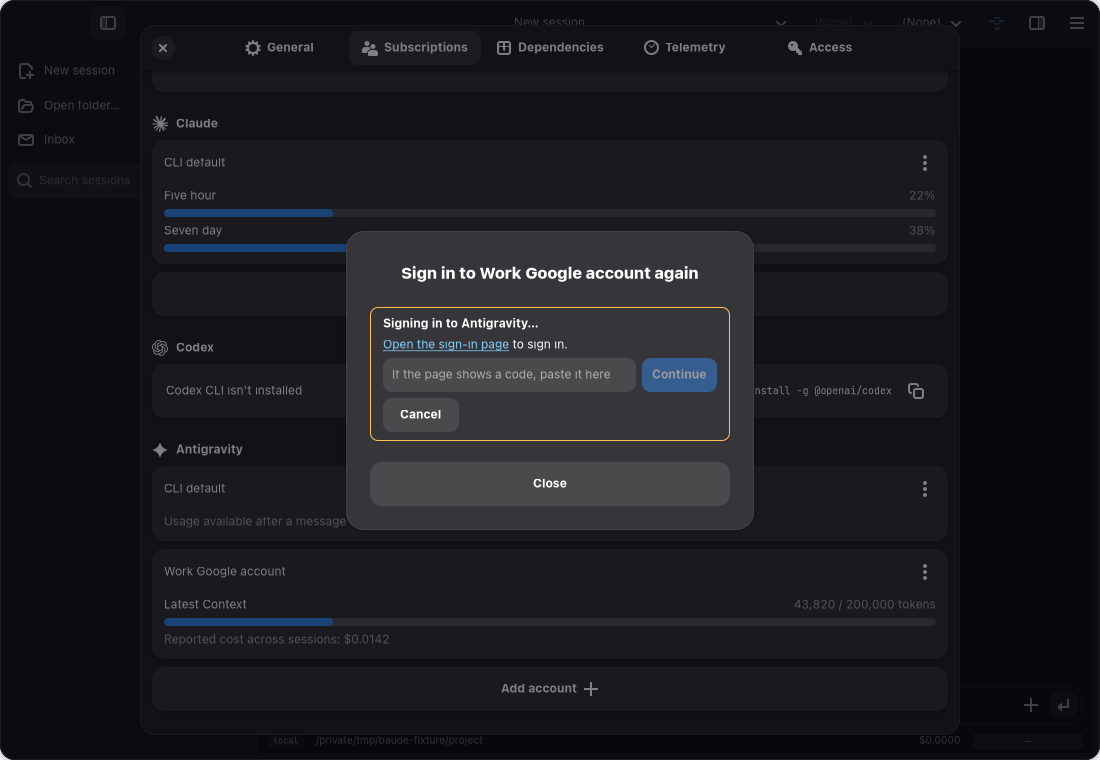 New session
(None)
(None)
General
Subscriptions
Dependencies
Telemetry
Access
New session
Open folder...
Inbox
Search sessions
Claude
CLI default
Five hour
22%
Seven day
38%
Sign in to Work Google account again
Signing in to Antigravity...
Open the sign-in page to sign in.
If the page shows a code, paste it here
Continue
Cancel
Close
Codex
Codex CLI isn't installed
nstall -g @openai/codex
Antigravity
CLI default
Usage available after a message
Work Google account
Latest Context
43,820 / 200,000 tokens
Reported cost across sessions: $0.0142
Add account
local
/private/tmp/baude-fixture/project
$0.0000
—